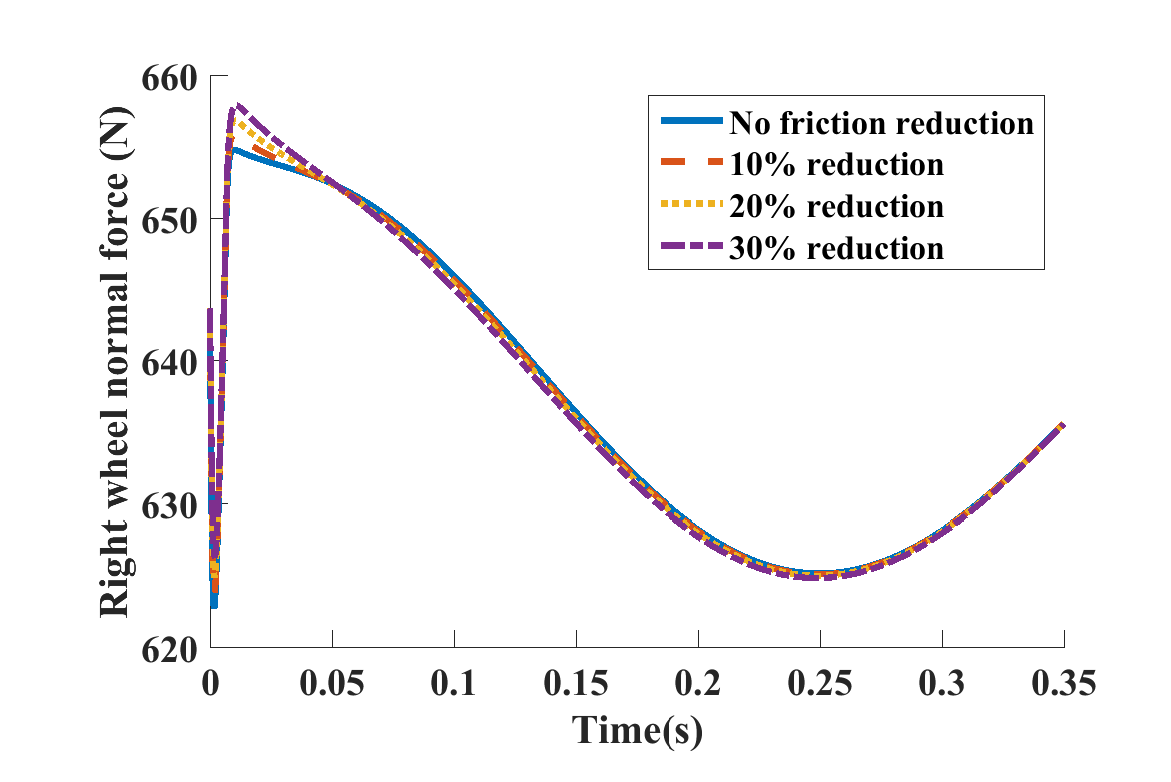 Right wheel normal force (N)
660
650
640
630
620
0 0.05 0.1 0.15 0.2 0.25 0.3 0.35
Time(s)
No friction reduction
10% reduction
20% reduction
30% reduction